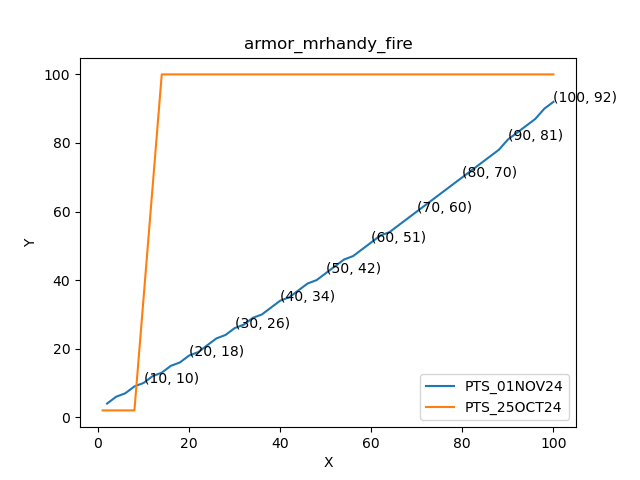 armor_mrhandy_fire
Y
100
80
60
40
20
0
(100, 92)
(90, 81)
(80, 70)
(70, 60)
(60, 51)
(50, 42)
(40, 34)
(30, 26)
(20, 18)
(10, 10)
PTS_01NOV24
PTS_25OCT24
0 20 40 60 80 100
X